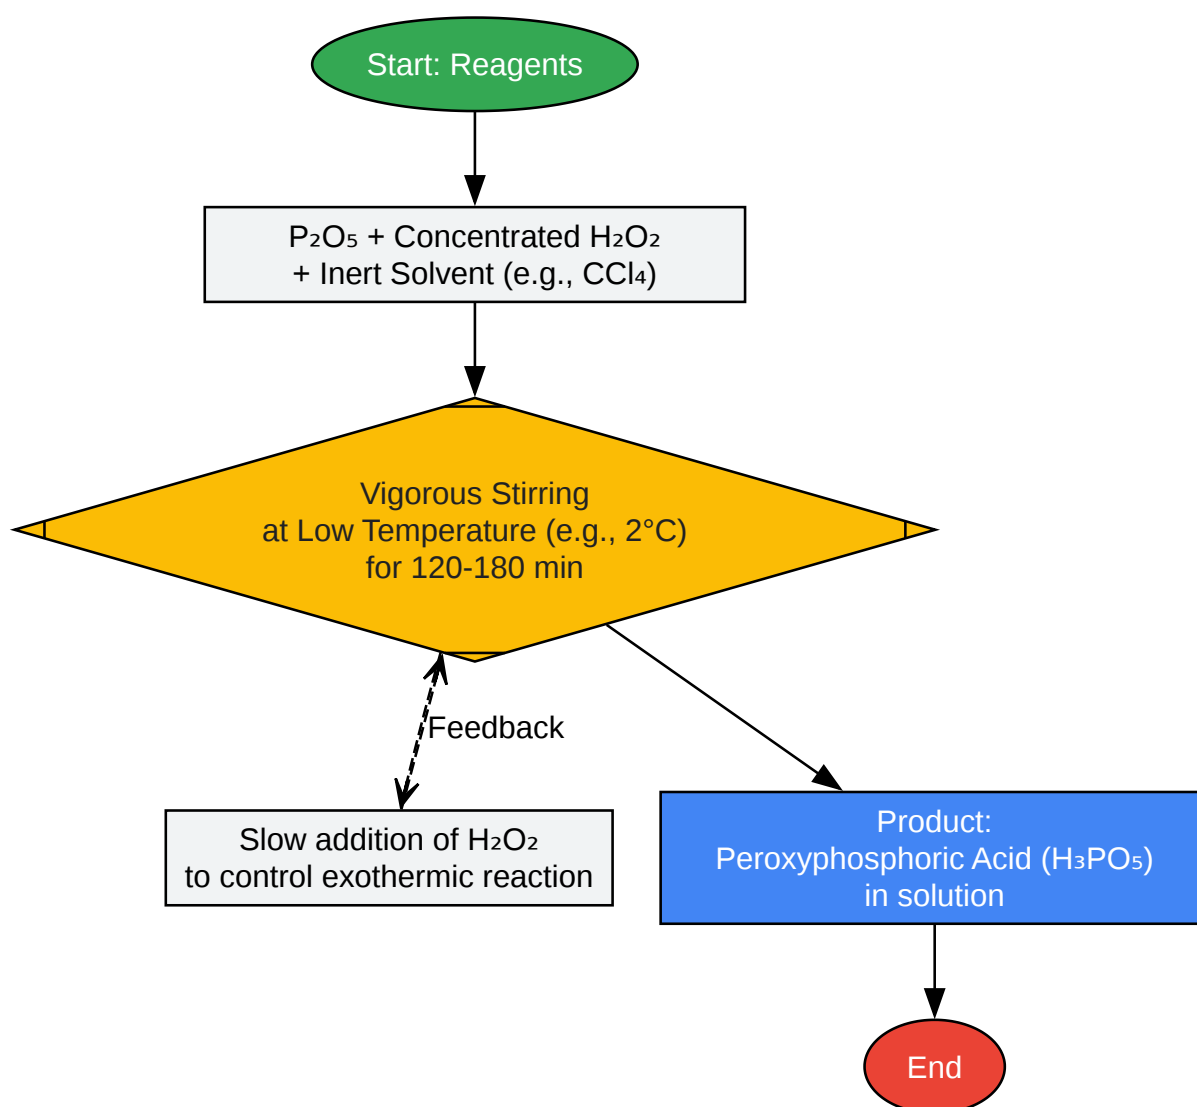 Start: Reagents
P₂O₅ + Concentrated H₂O₂
+ Inert Solvent (e.g., CCl₄)
Vigorous Stirring
at Low Temperature (e.g., 2°C)
for 120-180 min
Feedback
Slow addition of H₂O₂
to control exothermic reaction
Product:
Peroxyphosphoric Acid (H₃PO₅)
in solution
End